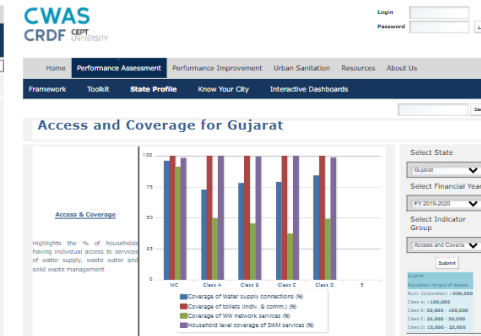 CWAS
CRDF CEPT UNIVERSITY
Login
Password
Home Performance Assessment Performance Improvement Urban Sanitation Resources About Us
Framework Toolkit State Profile Know Your City Interactive Dashboards
Access and Coverage for Gujarat
Access & Coverage
Highlights the % of households
having individual access to services
of water supply, waste water and
solid waste management
100
75
50
25
0
MC Class A Class B Class C Class D
Coverage of Water supply connections (%)
Coverage of toilets (indiv. & comm.) (%)
Coverage of WW network services (%)
Household level coverage of SWM services (%)
Select State
Gujarat
Select Financial Year
FY 2019-2020
Select Indicator
Group
Access and Covera
Submit
Gujarat
Population ranges of classes
Mun. Corporation: >500,000
Class A: >100,000
Class B: 50,000 - 100,000
Class C: 20,000 - 50,000
Class D: 15,000 - 25,000